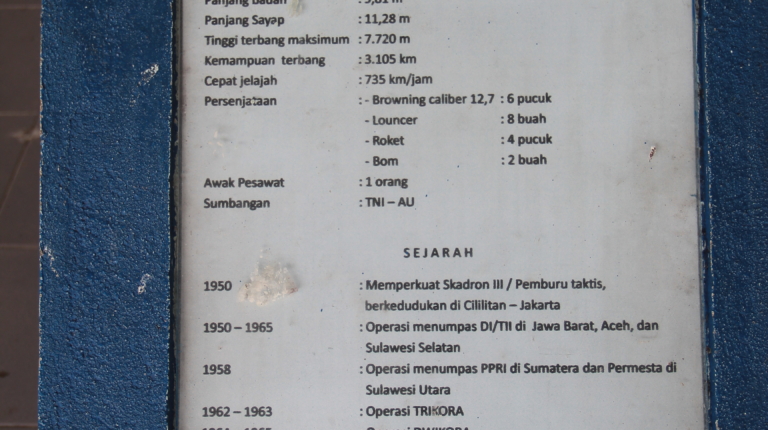 Panjang badan : 9,81 m
Panjang Sayap : 11,28 m
Tinggi terbang maksimum : 7.720 m
Kemampuan terbang : 3.105 km
Cepat jelajah : 735 km/jam
Persenjataan : - Browning caliber 12,7 : 6 pucuk
- Louncer : 8 buah
- Roket : 4 pucuk
- Bom : 2 buah
Awak Pesawat : 1 orang
Sumbangan : TNI – AU
SEJARAH
1950 : Memperkuat Skadron III / Pemburu taktis,
berkedudukan di Cililitan – Jakarta
1950 – 1965 : Operasi menumpas DI/TII di Jawa Barat, Aceh, dan
Sulawesi Selatan
1958 : Operasi menumpas PPRI di Sumatera dan Permesta di
Sulawesi Utara
1962 – 1963 : Operasi TRIKORA